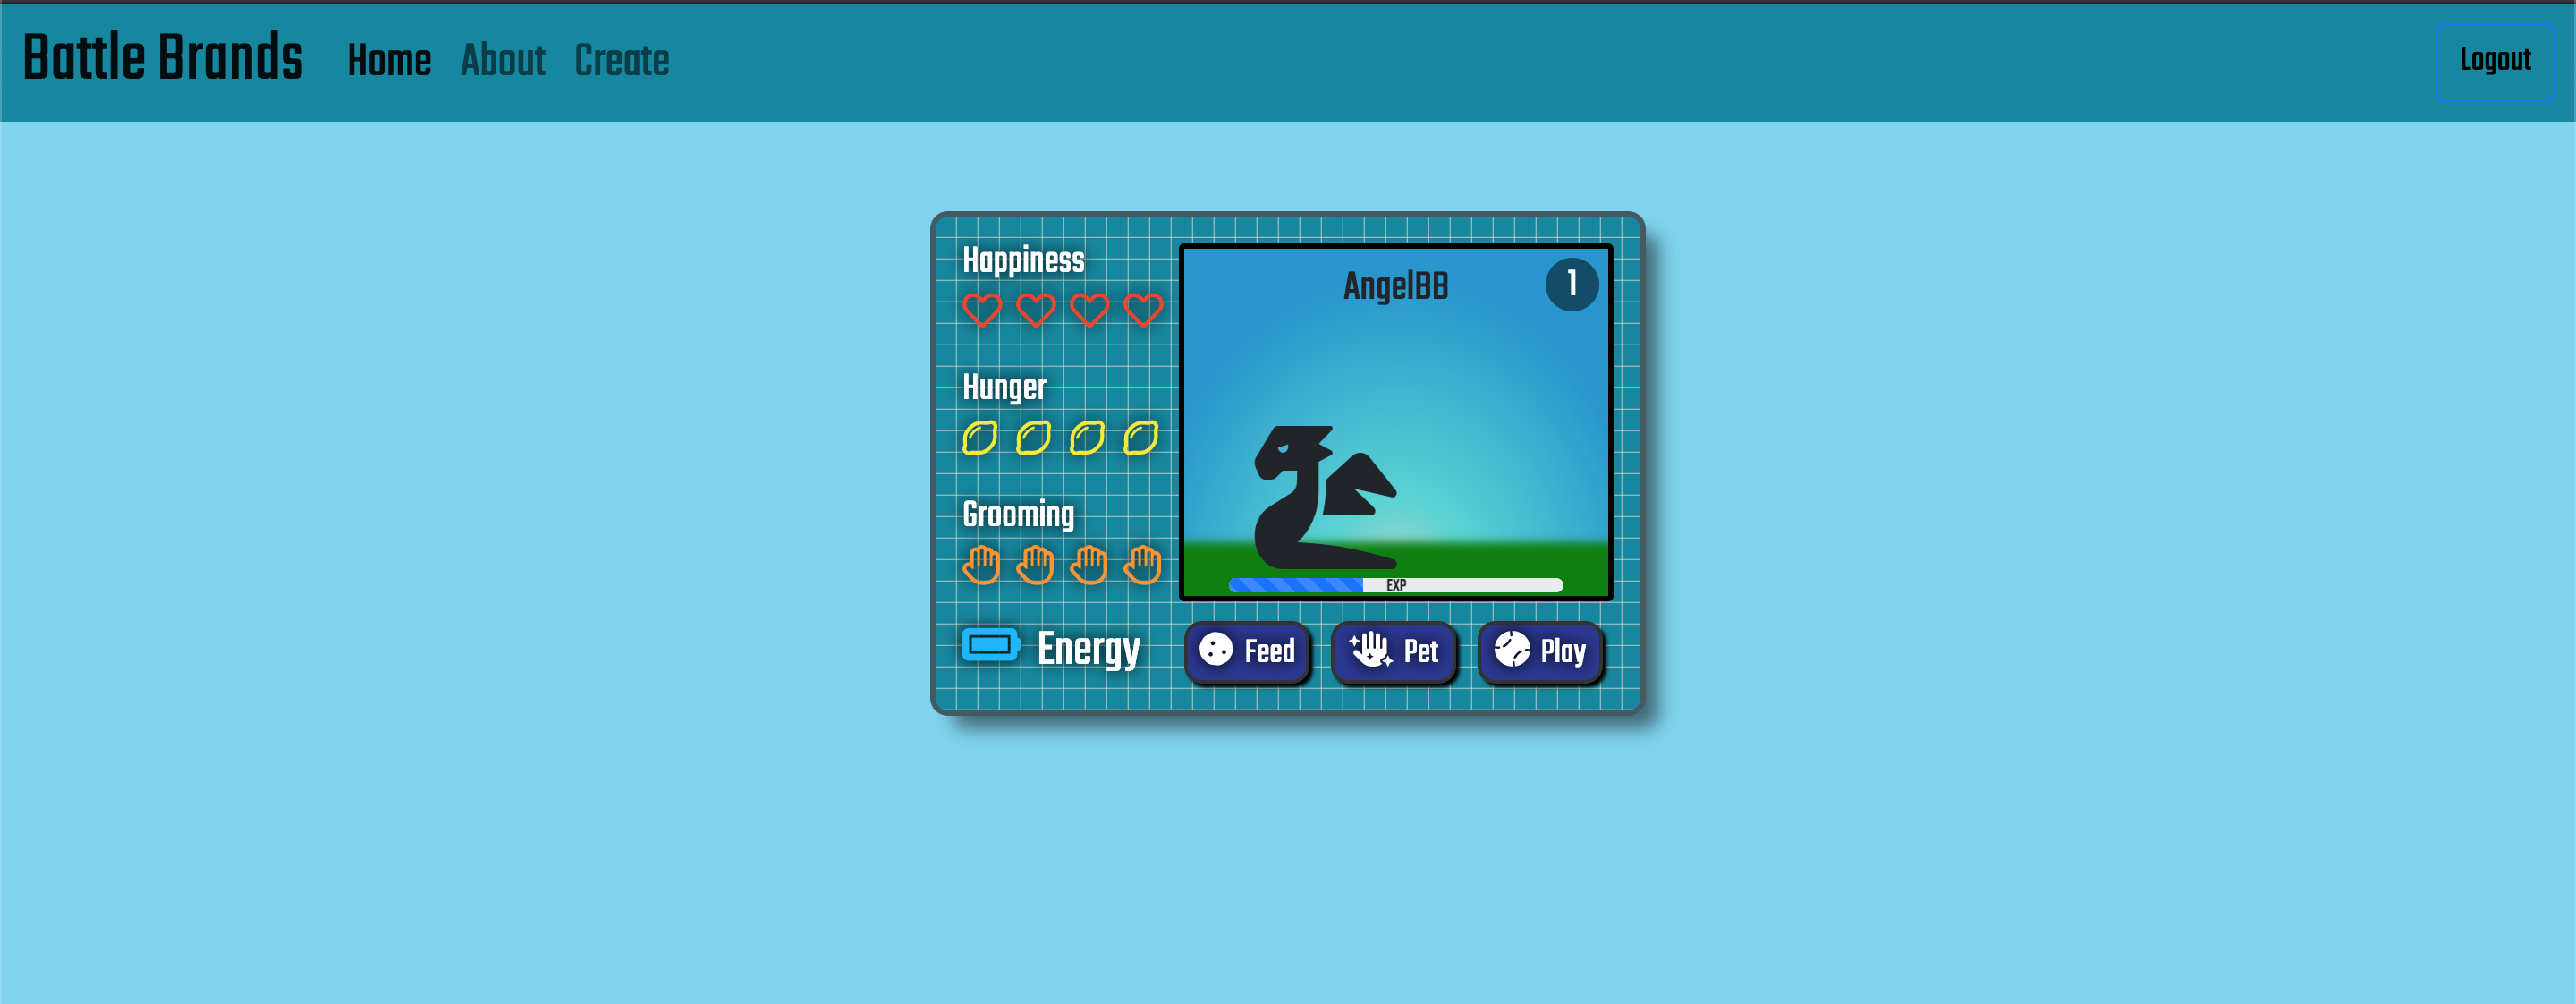 Battle Brands Home About Create Logout
Happiness
AngelBB 1
Hunger
Grooming
EXP
Energy Feed Pet Play